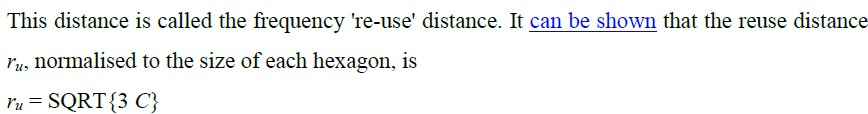 This distance is called the frequency 're-use' distance. It can be shown that the reuse distance
ru, normalised to the size of each hexagon, is
ru = SQRT{3 C}